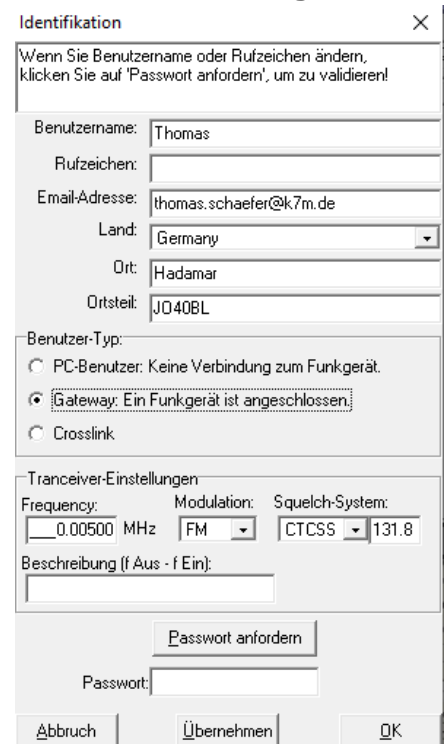 Identifikation
Wenn Sie Benutzername oder Rufzeichen ändern,
klicken Sie auf 'Passwort anfordern', um zu validieren!
Benutzername: Thomas
Rufzeichen:
Email-Adresse: thomas.schaefer@k7m.de
Land: Germany
Ort: Hadamar
Ortsteil: JO40BL
Benutzer-Typ:
PC-Benutzer: Keine Verbindung zum Funkgerät.
Gateway: Ein Funkgerät ist angeschlossen.
Crosslink
Tranceiver-Einstellungen
Frequency: Modulation: Squelch-System:
___0.00500 MHz FM CTCSS 131.8
Beschreibung (f Aus - f Ein):
Passwort anfordern
Passwort:
Abbruch Übernehmen OK